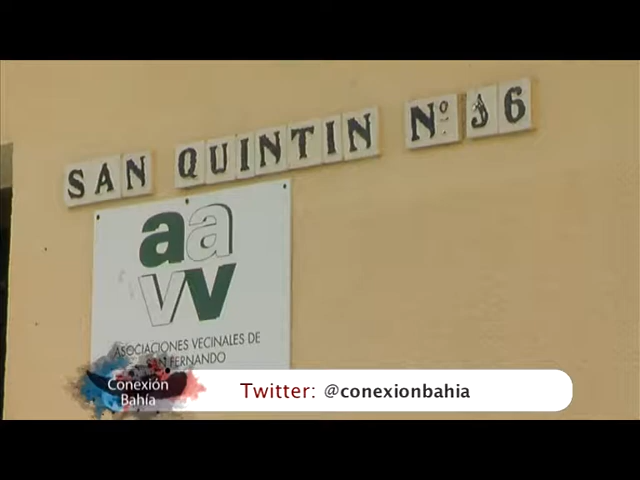 SAN QUINTIN Nº 36
aa
vv
ASOCIACIONES VECINALES DE
FERNANDO
Conexión
Bahía
Twitter: @conexionbahia